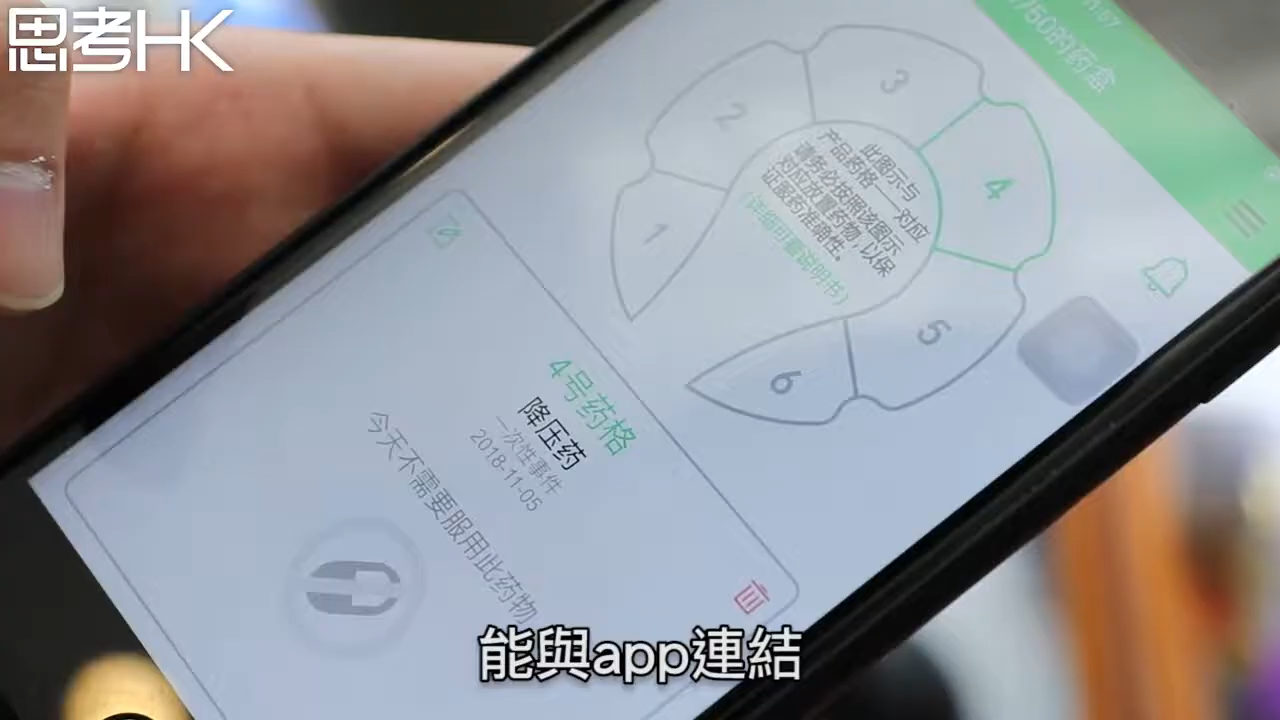 思考HK
/50的药盒
1
2
3
4
5
6
此图示与
产品药格一一对应
请务必按照该图示
对应放置药物,以保
证服药准确性。
(详细可看说明书)
4号药格
降压药
一次性事件
2018-11-05
今天不需要服用此药物
能與app連結